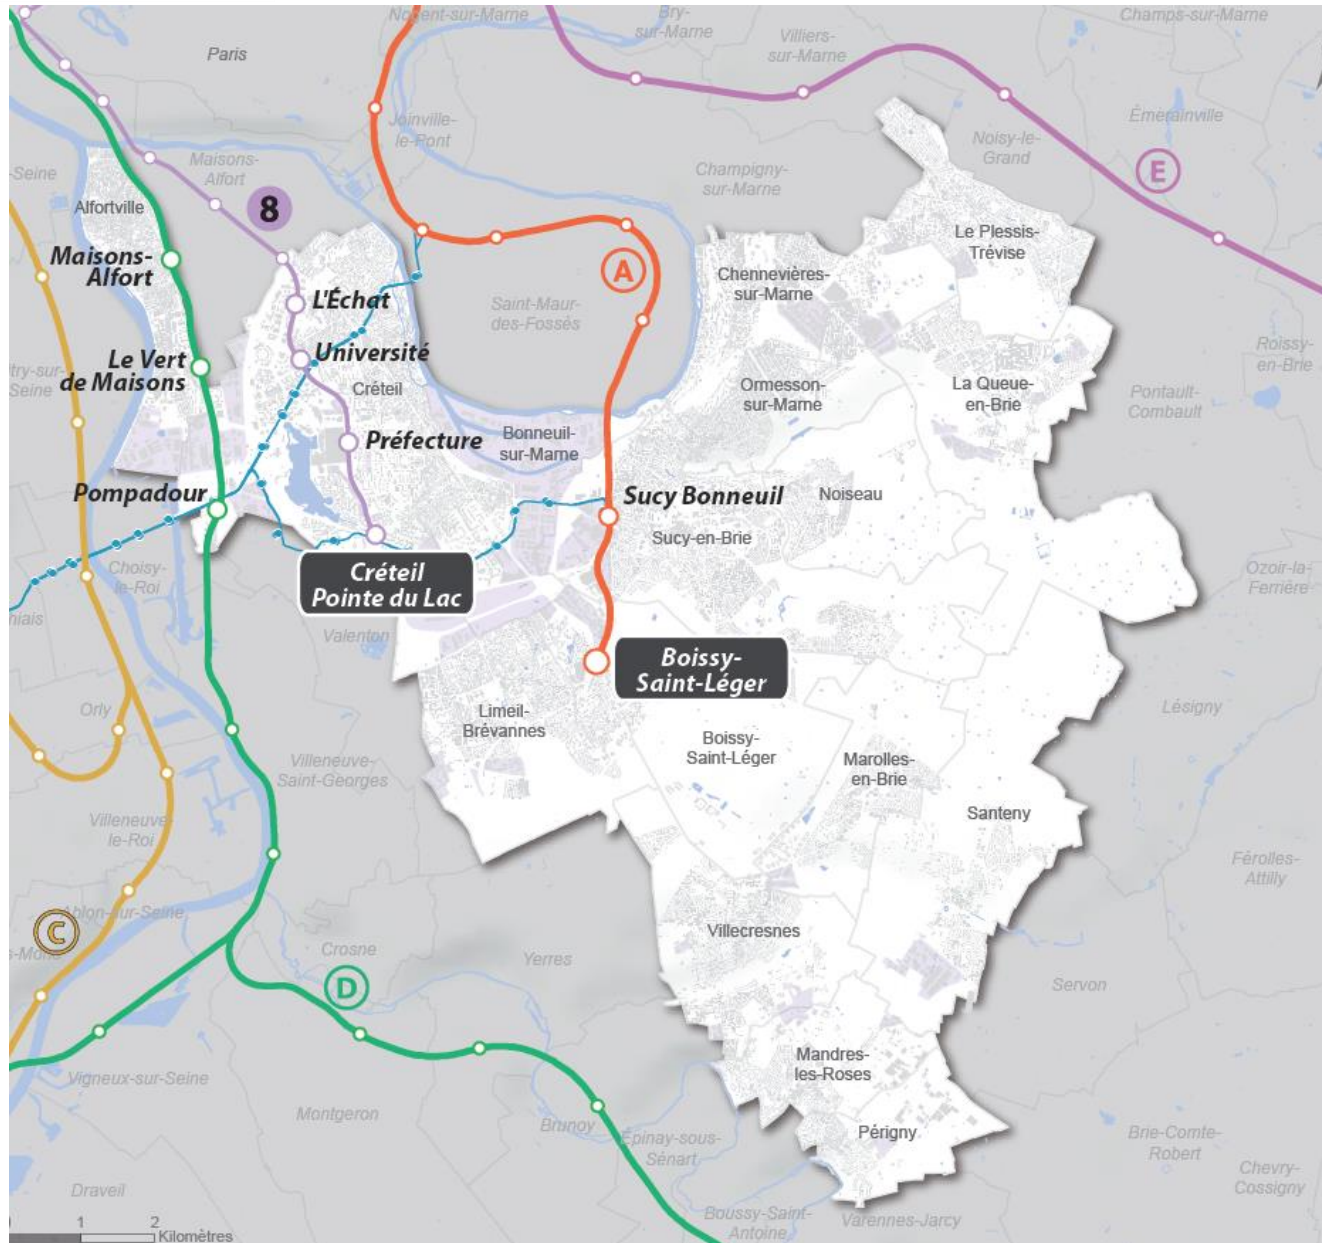 Nogent-sur-Marne
Bry-
sur-Marne
Champs-sur-Marne
Villiers-
sur-Marne
Paris
Joinville-
le-Pont
Émerainville
Noisy-le-
Grand
-Seine
Maisons-
Alfort
Champigny-
sur-Marne
E
Alfortville
8
Le Plessis-
Trévise
Maisons-
Alfort
A
Chennevières-
sur-Marne
L'Échat
Saint-Maur-
des-Fossés
Université
Le Vert
de Maisons
Roissy-
en-Brie
try-sur-
Seine
Créteil
Ormesson-
sur-Marne
La Queue-
en-Brie
Pontault-
Combault
Préfecture
Bonneuil-
sur-Marne
Pompadour
Sucy Bonneuil
Noiseau
Sucy-en-Brie
Choisy-
le-Roi
Créteil
Pointe du Lac
Ozoir-la-
Ferrière
hiais
Valenton
Boissy-
Saint-Léger
Orly
Limeil-
Brévannes
Lésigny
Boissy-
Saint-Léger
Villeneuve-
Saint-Georges
Marolles-
en-Brie
Santeny
Villeneuve-
le-Roi
Férolles-
Attilly
Ablon-sur-Seine
C
s-Mons
Villecresnes
Crosne
Yerres
D
Servon
Mandres-
les-Roses
Vigneux-sur-Seine
Montgeron
Brunoy
Épinay-sous-
Sénart
Périgny
Brie-Comte-
Robert
Chevry-
Cossigny
Draveil
Boussy-Saint-
Antoine
Varennes-Jarcy
1
2
Kilomètres